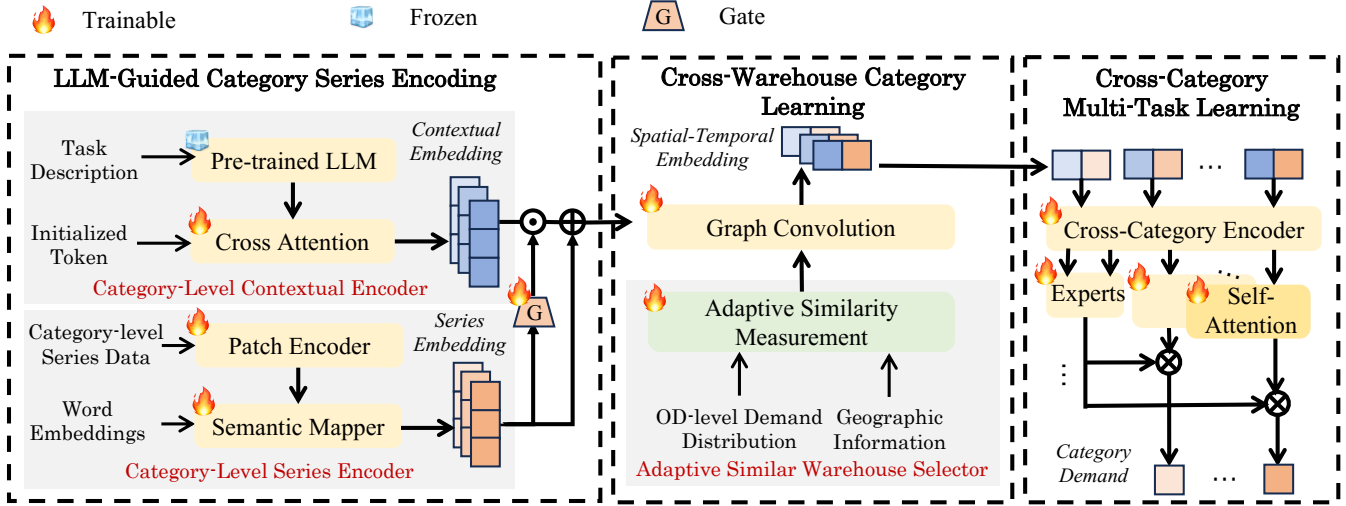 Trainable
Frozen
G
Gate
LLM-Guided Category Series Encoding
Task
Description
Pre-trained LLM
Contextual
Embedding
Initialized
Token
Cross Attention
Category-Level Contextual Encoder
G
Category-level
Series Data
Patch Encoder
Series
Embedding
Word
Embeddings
Semantic Mapper
Category-Level Series Encoder
Cross-Warehouse Category
Learning
Spatial-Temporal
Embedding
Graph Convolution
Adaptive Similarity
Measurement
OD-level Demand
Distribution
Geographic
Information
Adaptive Similar Warehouse Selector
Cross-Category
Multi-Task Learning
...
Cross-Category Encoder
...
Experts
Self-
Attention
...
Category
Demand
...